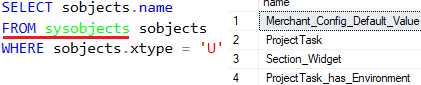 SELECT sobjects.name
FROM sysobjects sobjects
WHERE sobjects.xtype = 'U'
name
1 Merchant_Config_Default_Value
2 ProjectTask
3 Section_Widget
4 ProjectTask_has_Environment